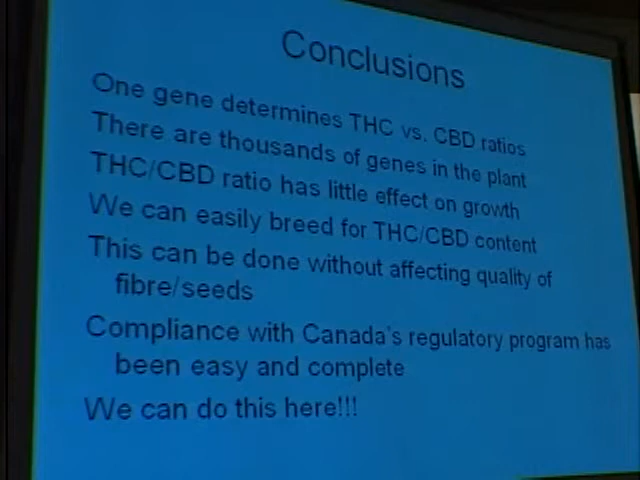 Conclusions
One gene determines THC vs. CBD ratios
There are thousands of genes in the plant
THC/CBD ratio has little effect on growth
We can easily breed for THC/CBD content
This can be done without affecting quality of
fibre/seeds
Compliance with Canada's regulatory program has
been easy and complete
We can do this here!!!